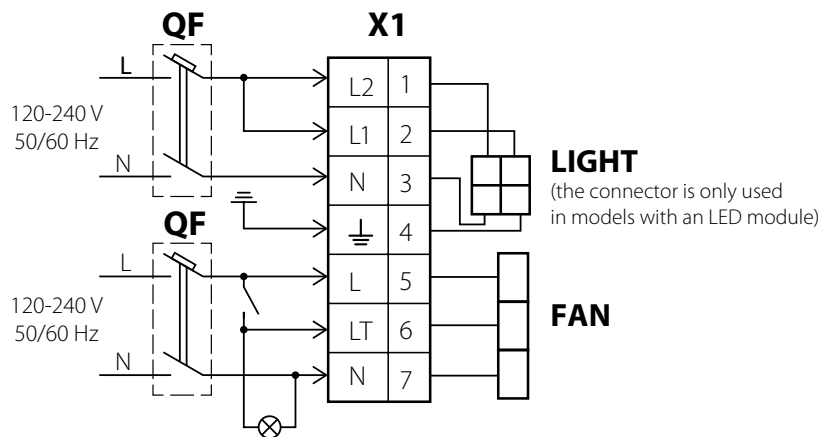 QF
X1
L
120-240 V
50/60 Hz
N
L2 1
L1 2
N 3
4
LIGHT
(the connector is only used
in models with an LED module)
QF
L
120-240 V
50/60 Hz
N
L 5
LT 6
N 7
FAN